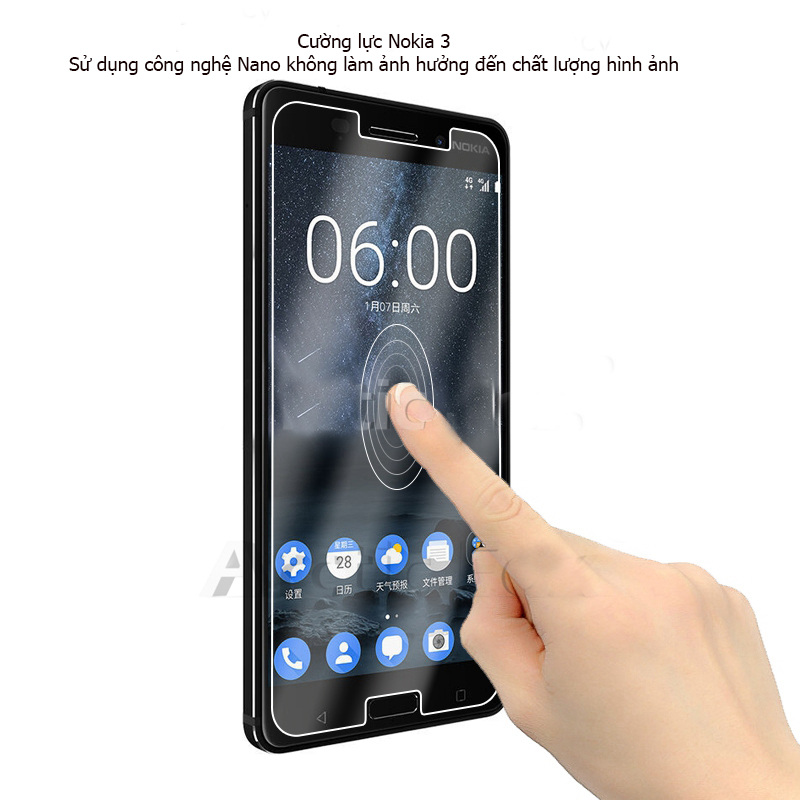 Cường lực Nokia 3
Sử dụng công nghệ Nano không làm ảnh hưởng đến chất lượng hình ảnh
NOKIA
4G 4G
06:00
1月07日周六
星期三
28
设置 日历 天气预报 文件管理